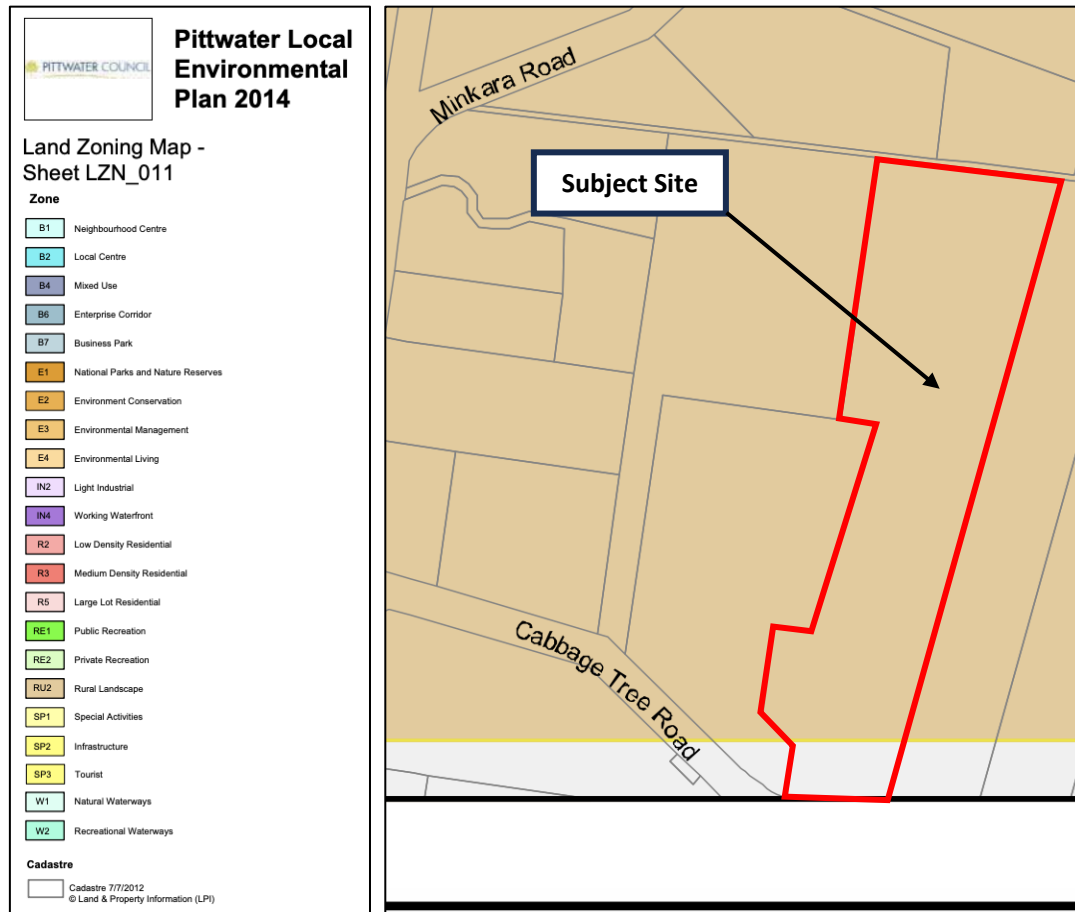 PITTWATER COUNCIL
Pittwater Local
Environmental
Plan 2014
Land Zoning Map -
Sheet LZN_011
Zone
B1 Neighbourhood Centre
B2 Local Centre
B4 Mixed Use
B6 Enterprise Corridor
B7 Business Park
E1 National Parks and Nature Reserves
E2 Environment Conservation
E3 Environmental Management
E4 Environmental Living
IN2 Light Industrial
IN4 Working Waterfront
R2 Low Density Residential
R3 Medium Density Residential
R5 Large Lot Residential
RE1 Public Recreation
RE2 Private Recreation
RU2 Rural Landscape
SP1 Special Activities
SP2 Infrastructure
SP3 Tourist
W1 Natural Waterways
W2 Recreational Waterways
Cadastre
Cadastre 7/7/2012
© Land & Property Information (LPI)
Minkara Road
Subject Site
Cabbage Tree Road